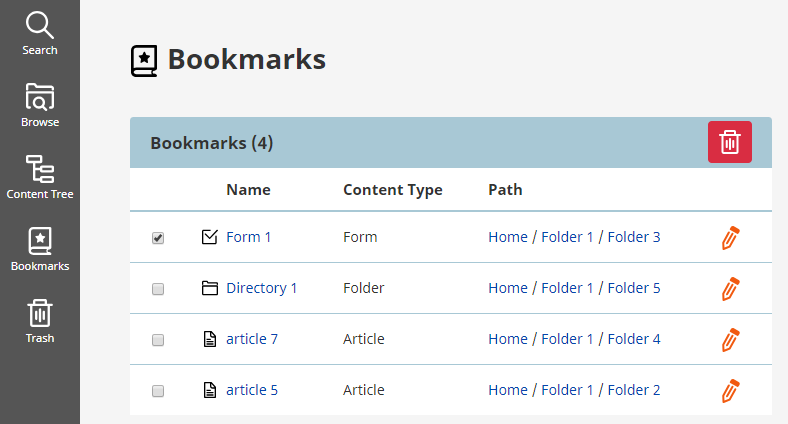 Search
Browse
Content Tree
Bookmarks
Trash
Bookmarks
Bookmarks (4)
Name Content Type Path
Form 1 Form Home / Folder 1 / Folder 3
Directory 1 Folder Home / Folder 1 / Folder 5
article 7 Article Home / Folder 1 / Folder 4
article 5 Article Home / Folder 1 / Folder 2